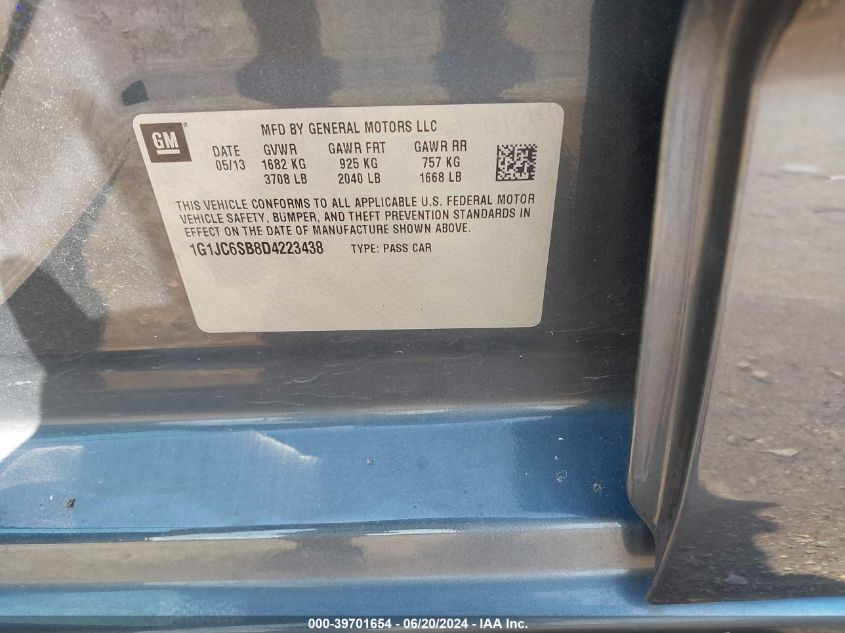 GM ®
MFD BY GENERAL MOTORS LLC
DATE GVWR GAWR FRT GAWR RR
05/13 1682 KG 925 KG 757 KG
3708 LB 2040 LB 1668 LB
THIS VEHICLE CONFORMS TO ALL APPLICABLE U.S. FEDERAL MOTOR
VEHICLE SAFETY, BUMPER, AND THEFT PREVENTION STANDARDS IN
EFFECT ON THE DATE OF MANUFACTURE SHOWN ABOVE.
1G1JC6SB8D4223438 TYPE: PASS CAR
000-39701654 - 06/20/2024 - IAA Inc.